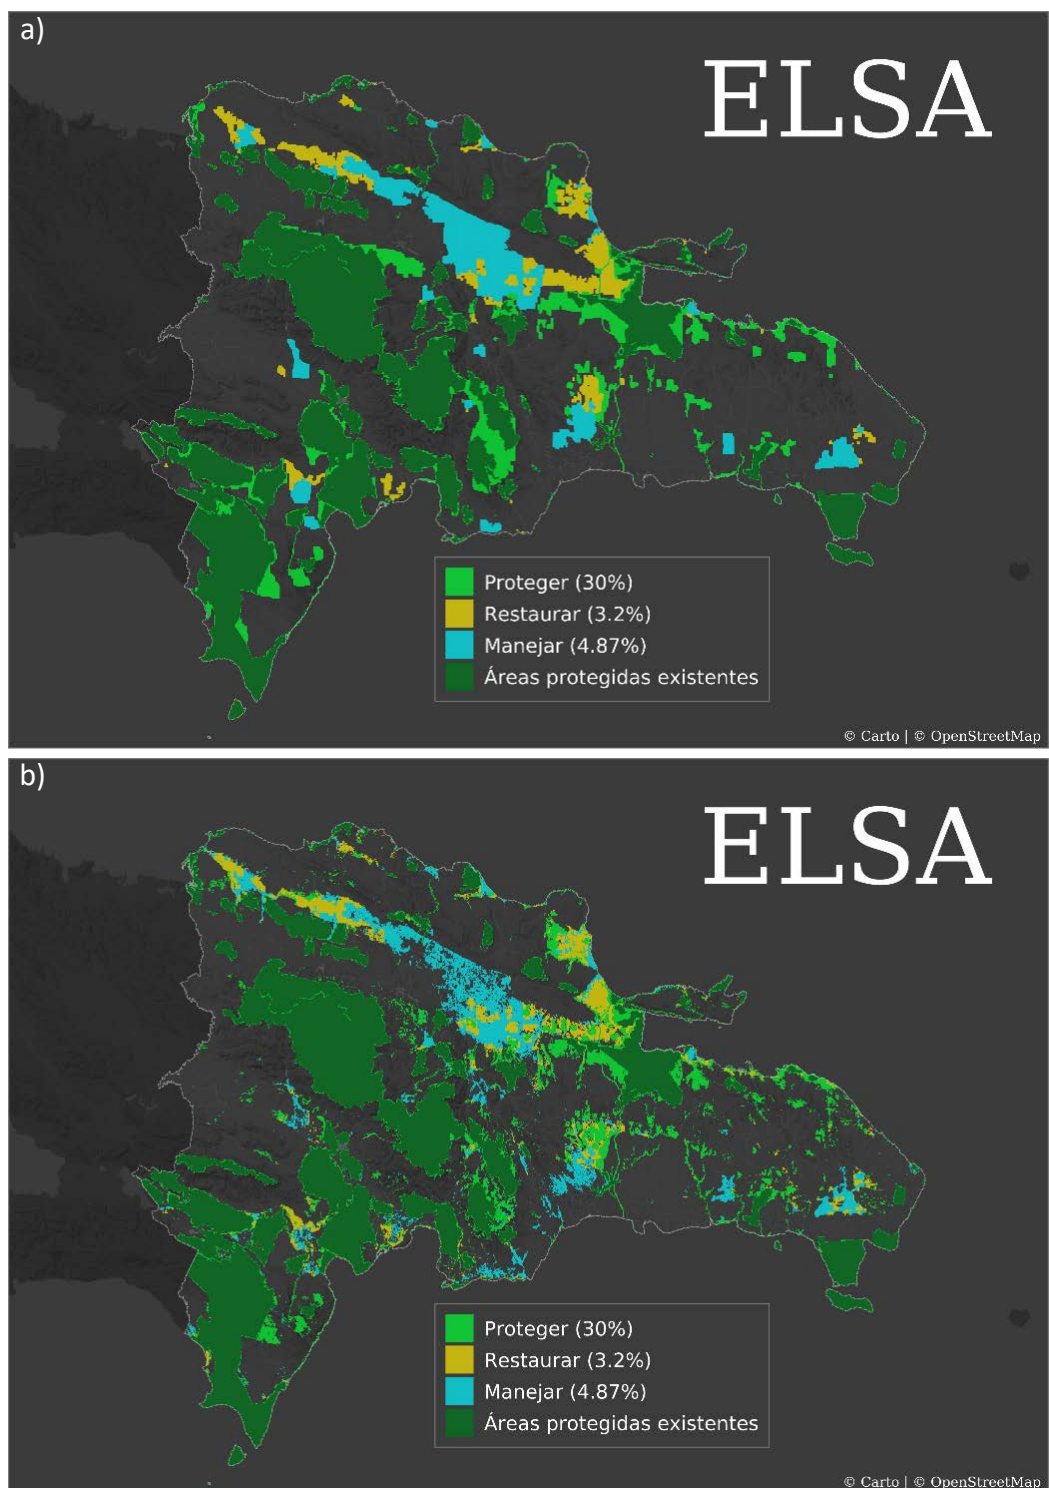 a)
ELSA
Proteger (30%)
Restaurar (3.2%)
Manejar (4.87%)
Áreas protegidas existentes
© Carto | © OpenStreetMap
b)
ELSA
Proteger (30%)
Restaurar (3.2%)
Manejar (4.87%)
Áreas protegidas existentes
© Carto | © OpenStreetMap